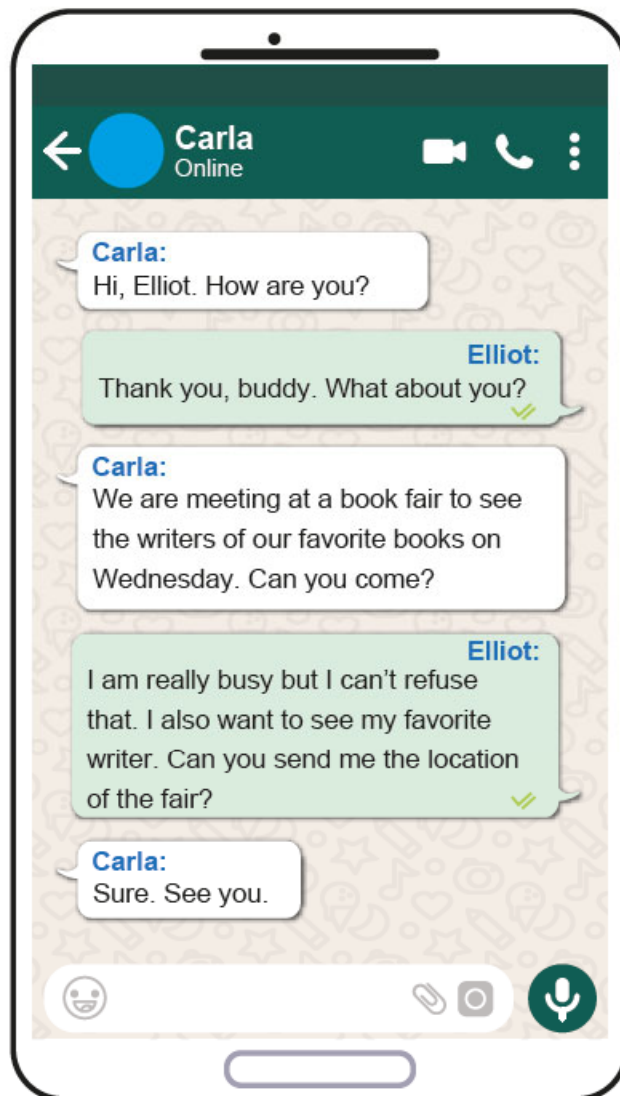 Carla
Online
Carla:
Hi, Elliot. How are you?
Elliot:
Thank you, buddy. What about you?
Carla:
We are meeting at a book fair to see
the writers of our favorite books on
Wednesday. Can you come?
Elliot:
I am really busy but I can’t refuse
that. I also want to see my favorite
writer. Can you send me the location
of the fair?
Carla:
Sure. See you.